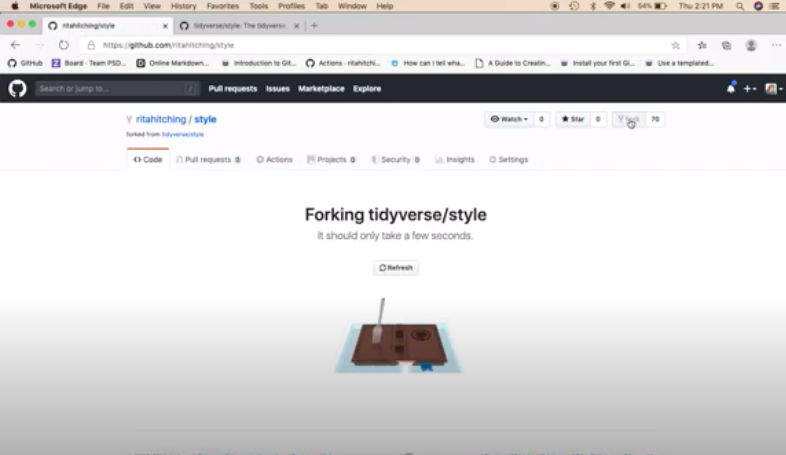 Microsoft Edge File Edit View History Favorites Tools Profiles Tab Window Help 54% Thu 2:21 PM
ritahitching/style tidyverse/style: The tidyverse
https://github.com/ritahitching/style
GitHub Board - Team PSD... Online Markdown... Introduction to Git... Actions - ritahitchi... How can I tell wha... A Guide to Creatin... Install your first Gi... Use a templated...
Search or jump to... / Pull requests Issues Marketplace Explore
ritahitching / style Watch 0 Star 0 Fork 70
forked from tidyverse/style
Code Pull requests 0 Actions Projects 0 Security 0 Insights Settings
Forking tidyverse/style
It should only take a few seconds.
Refresh